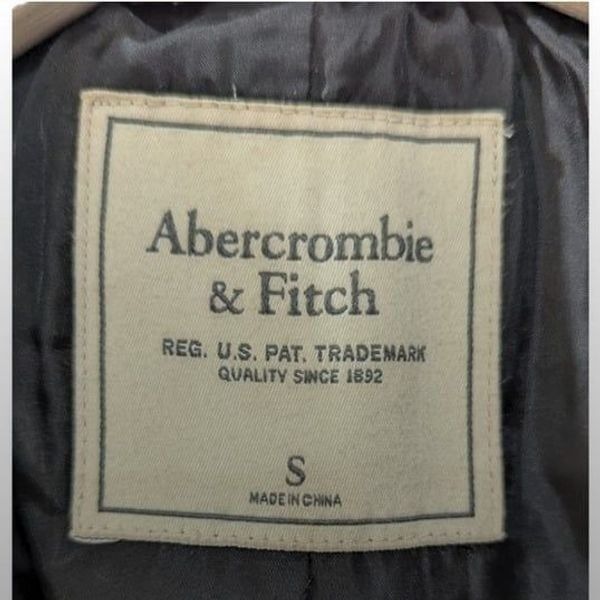 Abercrombie
& Fitch
REG. U.S. PAT. TRADEMARK
QUALITY SINCE 1892
S
MADE IN CHINA